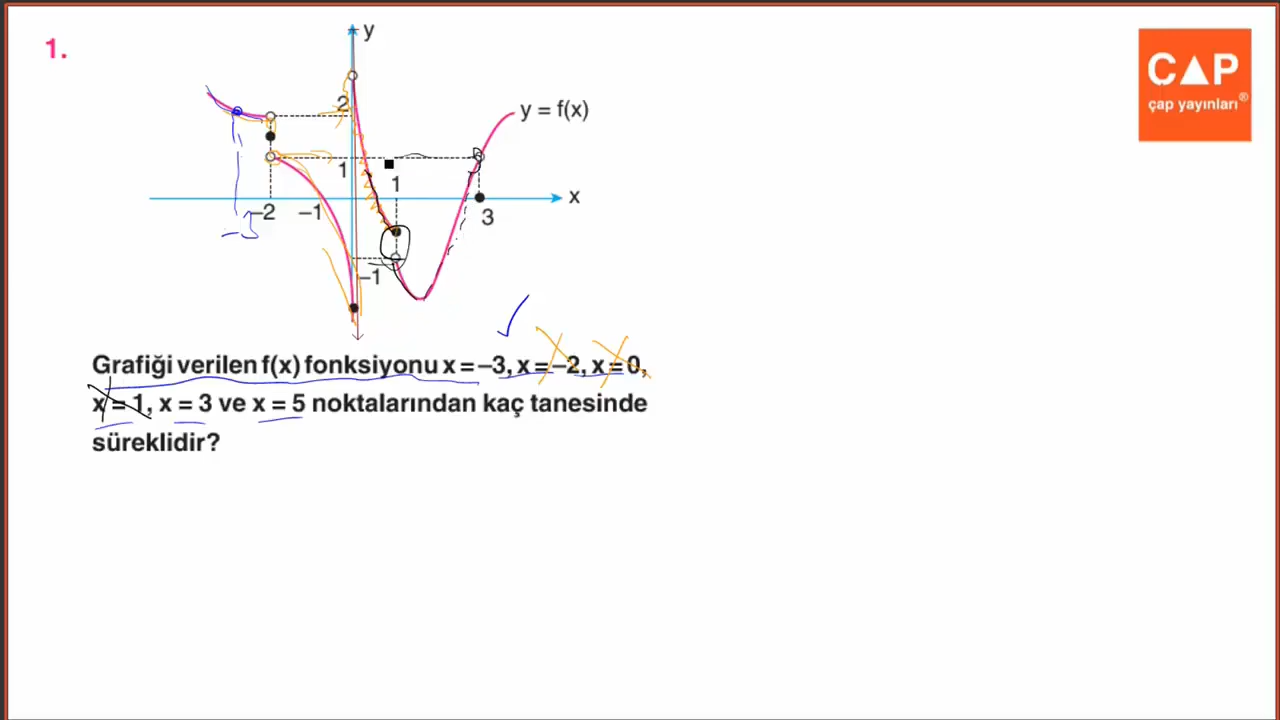 1.
y
ÇAP
çap yayınları®
2
y = f(x)
1
1
x
–2
–1
3
–3
–1
Grafiği verilen f(x) fonksiyonu x = –3, x = –2, x = 0,
x = 1, x = 3 ve x = 5 noktalarından kaç tanesinde
süreklidir?